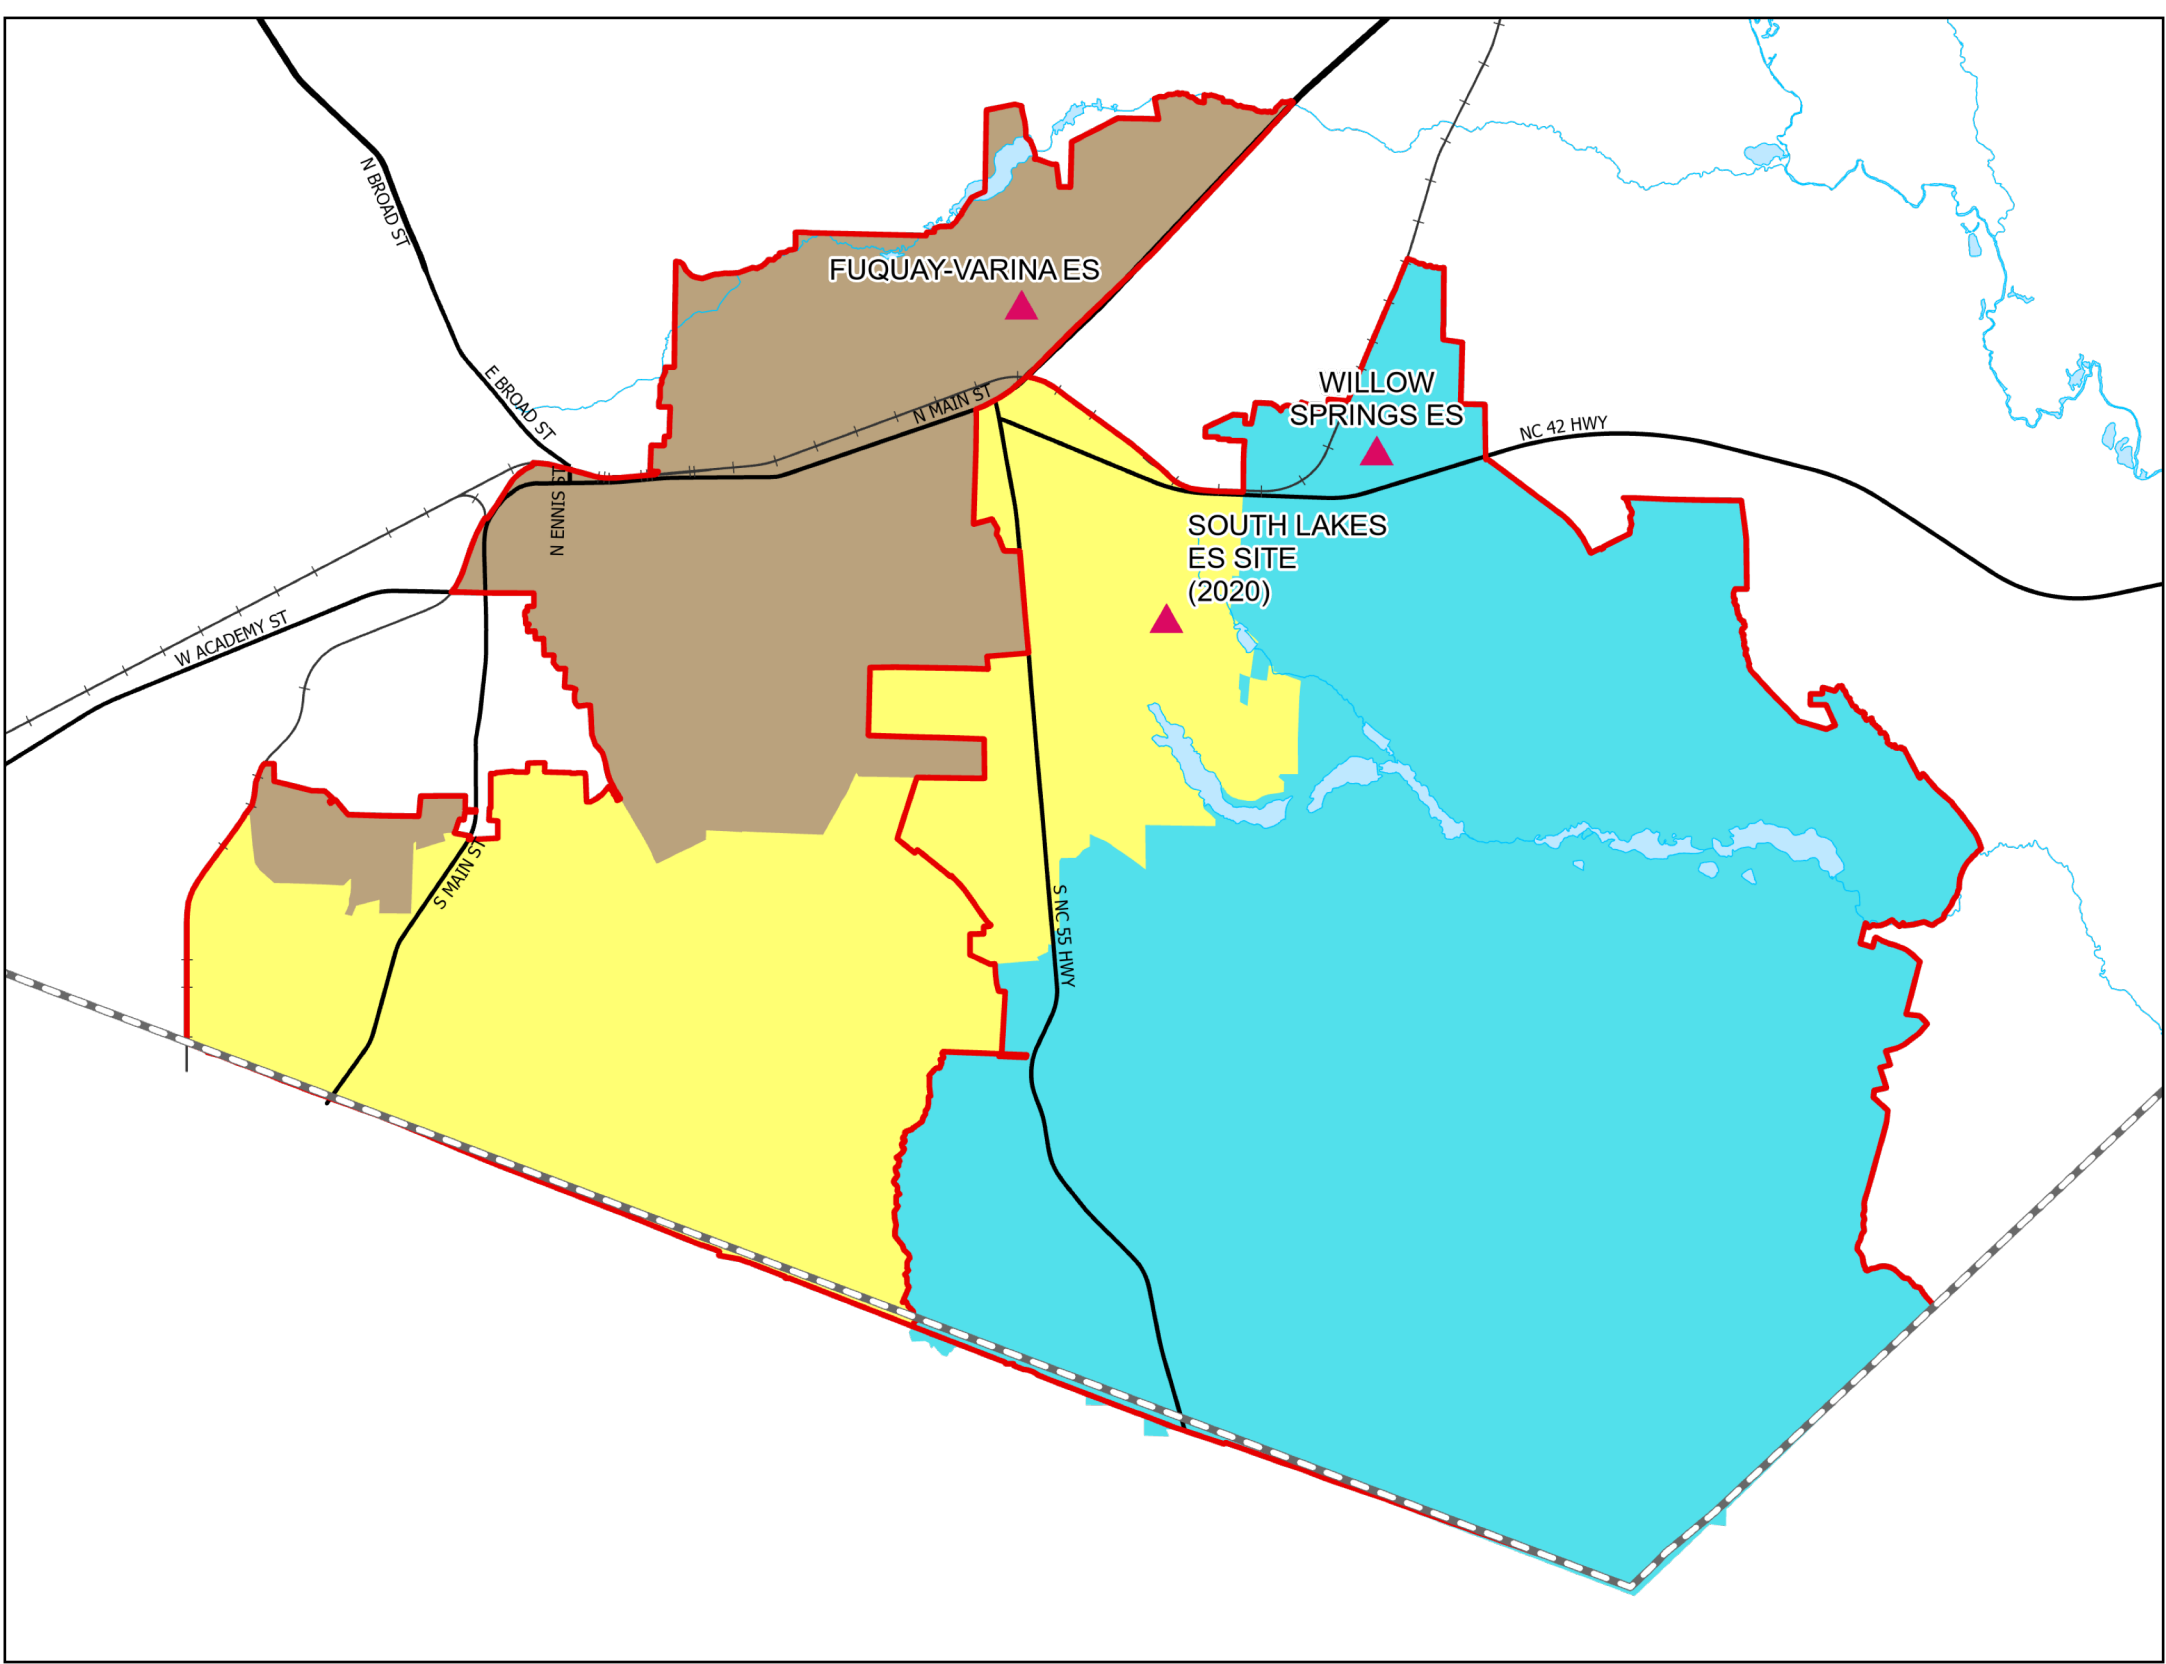 N BROAD ST
FUQUAY-VARINA ES
E BROAD ST
N MAIN ST
WILLOW
SPRINGS ES
NC 42 HWY
N ENNIS ST
SOUTH LAKES
ES SITE
(2020)
W ACADEMY ST
S MAIN ST
S NC 55 HWY